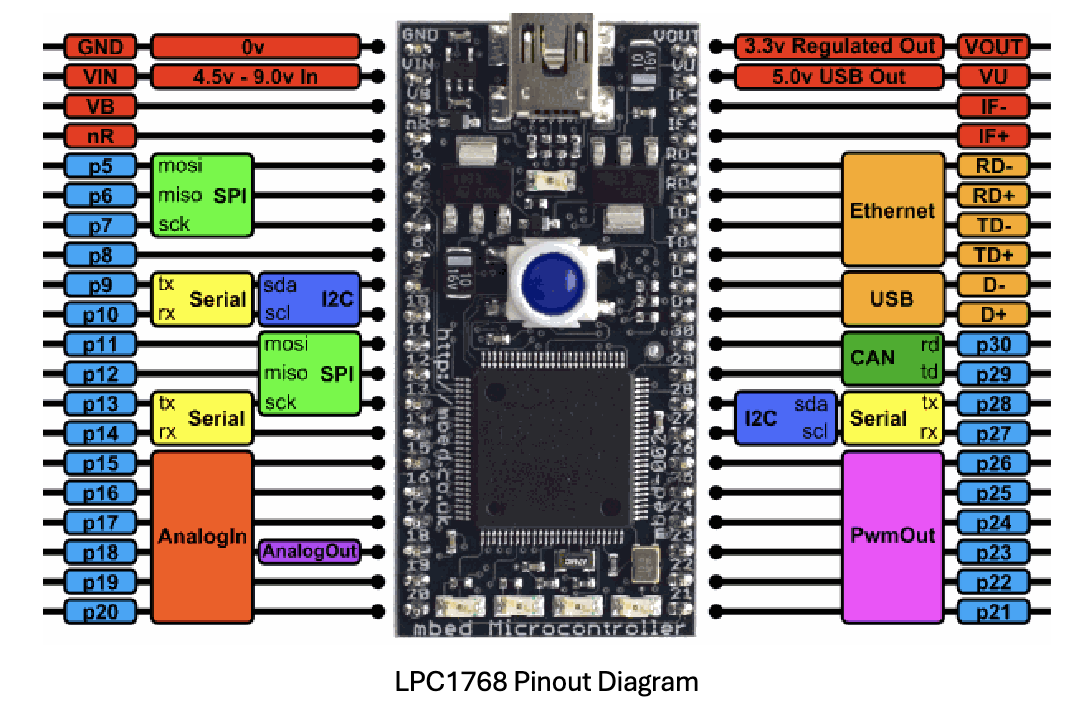 GND 0v 3.3v Regulated Out VOUT
VIN 4.5v - 9.0v In 5.0v USB Out VU
VB IF-
nR IF+
p5 mosi RD-
p6 miso SPI RD+
p7 sck Ethernet TD-
p8 TD+
p9 tx sda D-
Serial I2C USB
p10 rx scl D+
p11 mosi rd p30
CAN
p12 miso SPI td p29
p13 tx sck sda tx p28
Serial I2C Serial
p14 rx scl rx p27
p15 p26
p16 p25
p17 p24
AnalogIn PwmOut
p18 AnalogOut p23
p19 p22
p20 p21
GND
VIN
VB
nR
VOUT
VU
IF-
IF+
RD-
TD-
D-
D+
10
16V
10
16V
11
12
13
15
16
17
18
19
20
30
29
28
27
26
24
23
22
21
http://mbed.co.uk
mbed-002
mbed Microcontroller
LPC1768 Pinout Diagram